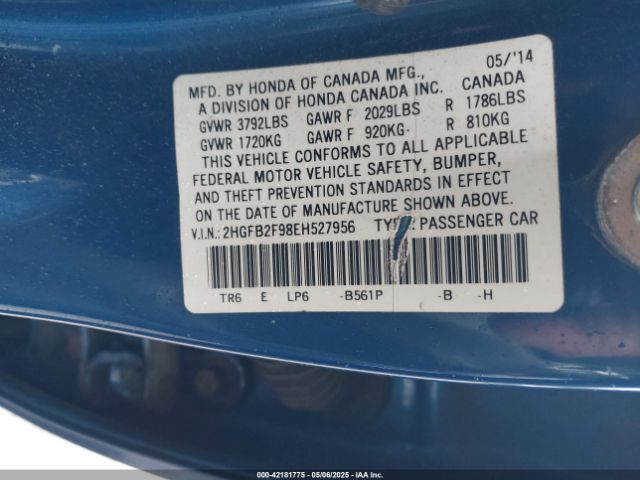 05/'14
MFD. BY HONDA OF CANADA MFG.,
A DIVISION OF HONDA CANADA INC. CANADA
GVWR 3792LBS GAWR F 2029LBS R 1786LBS
GVWR 1720KG GAWR F 920KG R 810KG
THIS VEHICLE CONFORMS TO ALL APPLICABLE
FEDERAL MOTOR VEHICLE SAFETY, BUMPER,
AND THEFT PREVENTION STANDARDS IN EFFECT
ON THE DATE OF MANUFACTURE SHOWN ABOVE.
V.I.N.: 2HGFB2F98EH527956 TYPE: PASSENGER CAR
TR6 E LP6 -B561P -B -H
000-42181775 - 05/06/2025 - IAA Inc.